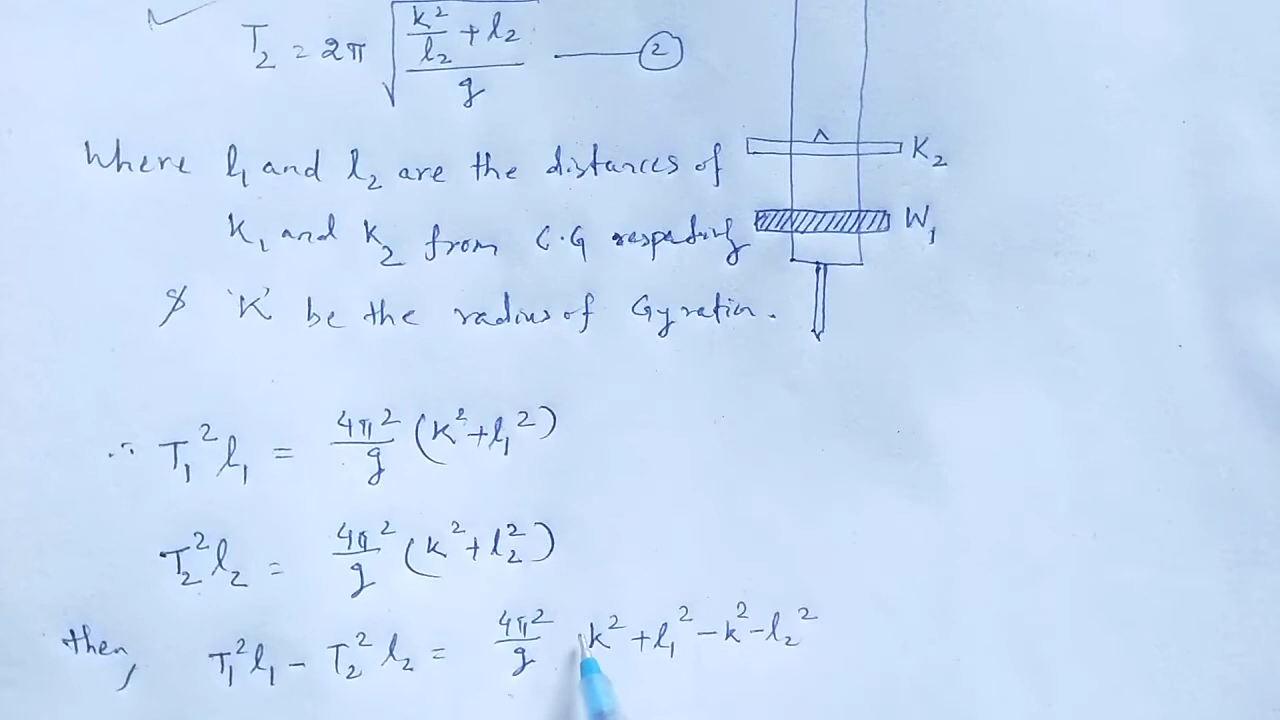 T₂ = 2π √((k²/l₂ + l₂)/g) —— ②
Where l₁ and l₂ are the distances of
K₂
K₁ and K₂ from C.G
W₁
'K' be the radius of Gyration.
∴ T₁² l₁ = 4π²/g (k² + l₁²)
T₂² l₂ = 4π²/g (k² + l₂²)
then, T₁² l₁ – T₂² l₂ = 4π²/g k² + l₁² – k² – l₂²